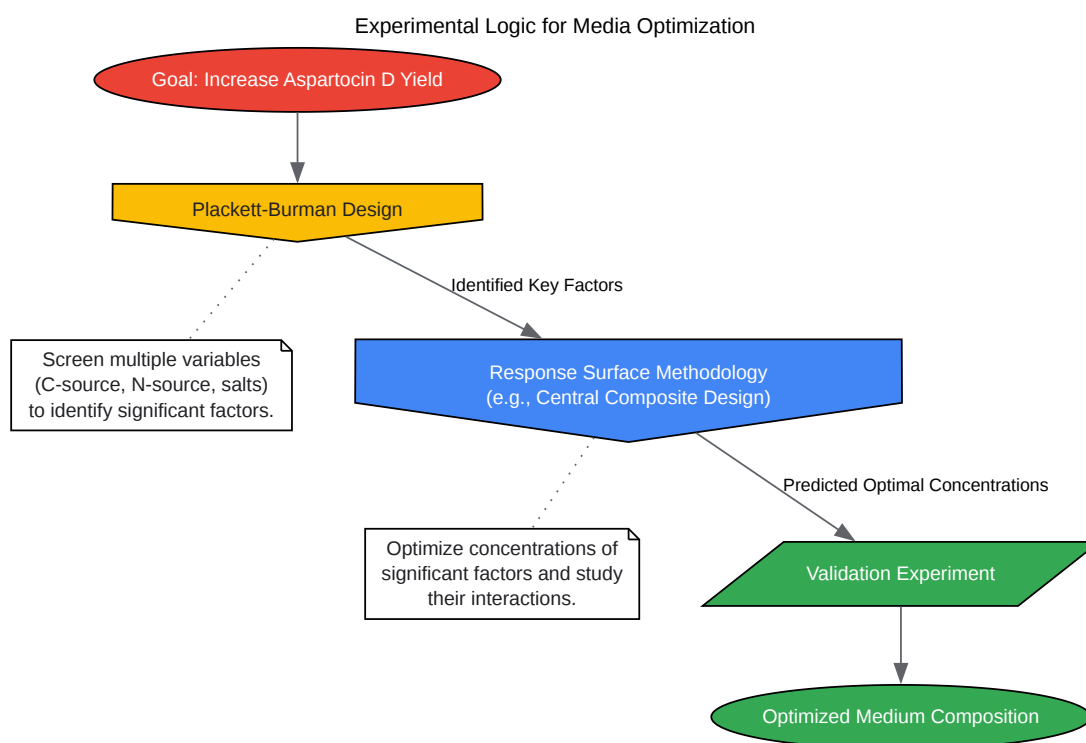 Experimental Logic for Media Optimization
Goal: Increase Aspartocin D Yield
Plackett-Burman Design
Identified Key Factors
Screen multiple variables
(C-source, N-source, salts)
to identify significant factors.
Response Surface Methodology
(e.g., Central Composite Design)
Predicted Optimal Concentrations
Optimize concentrations of
significant factors and study
their interactions.
Validation Experiment
Optimized Medium Composition